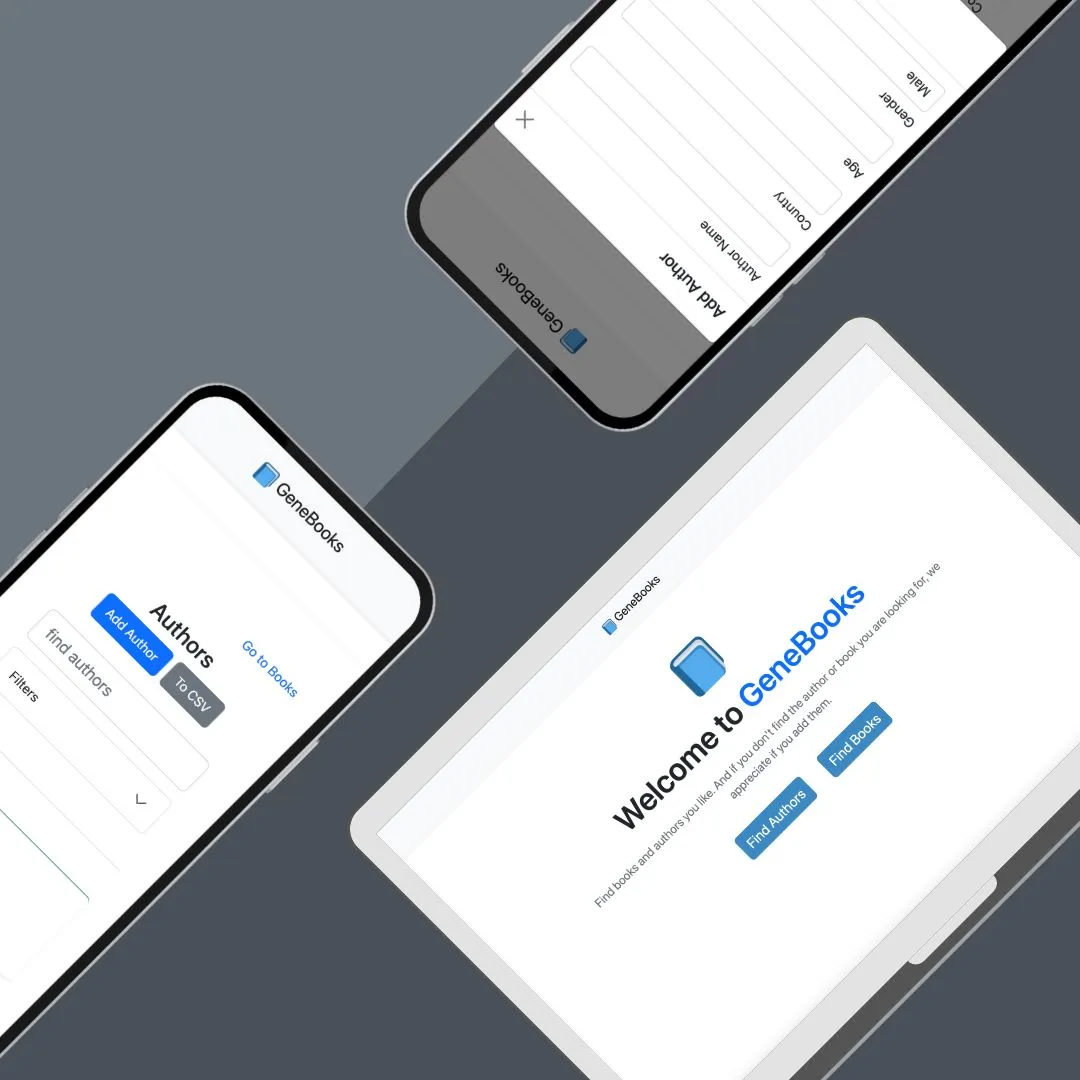 GeneBooks
Add Author
Author Name
Country
Age
Gender
Male
GeneBooks
Authors
Add Author
To CSV
Go to Books
find authors
Filters
GeneBooks
Welcome to GeneBooks
Find books and authors you like. And if you don't find the author or book you are looking for, we
appreciate if you add them.
Find Authors
Find Books